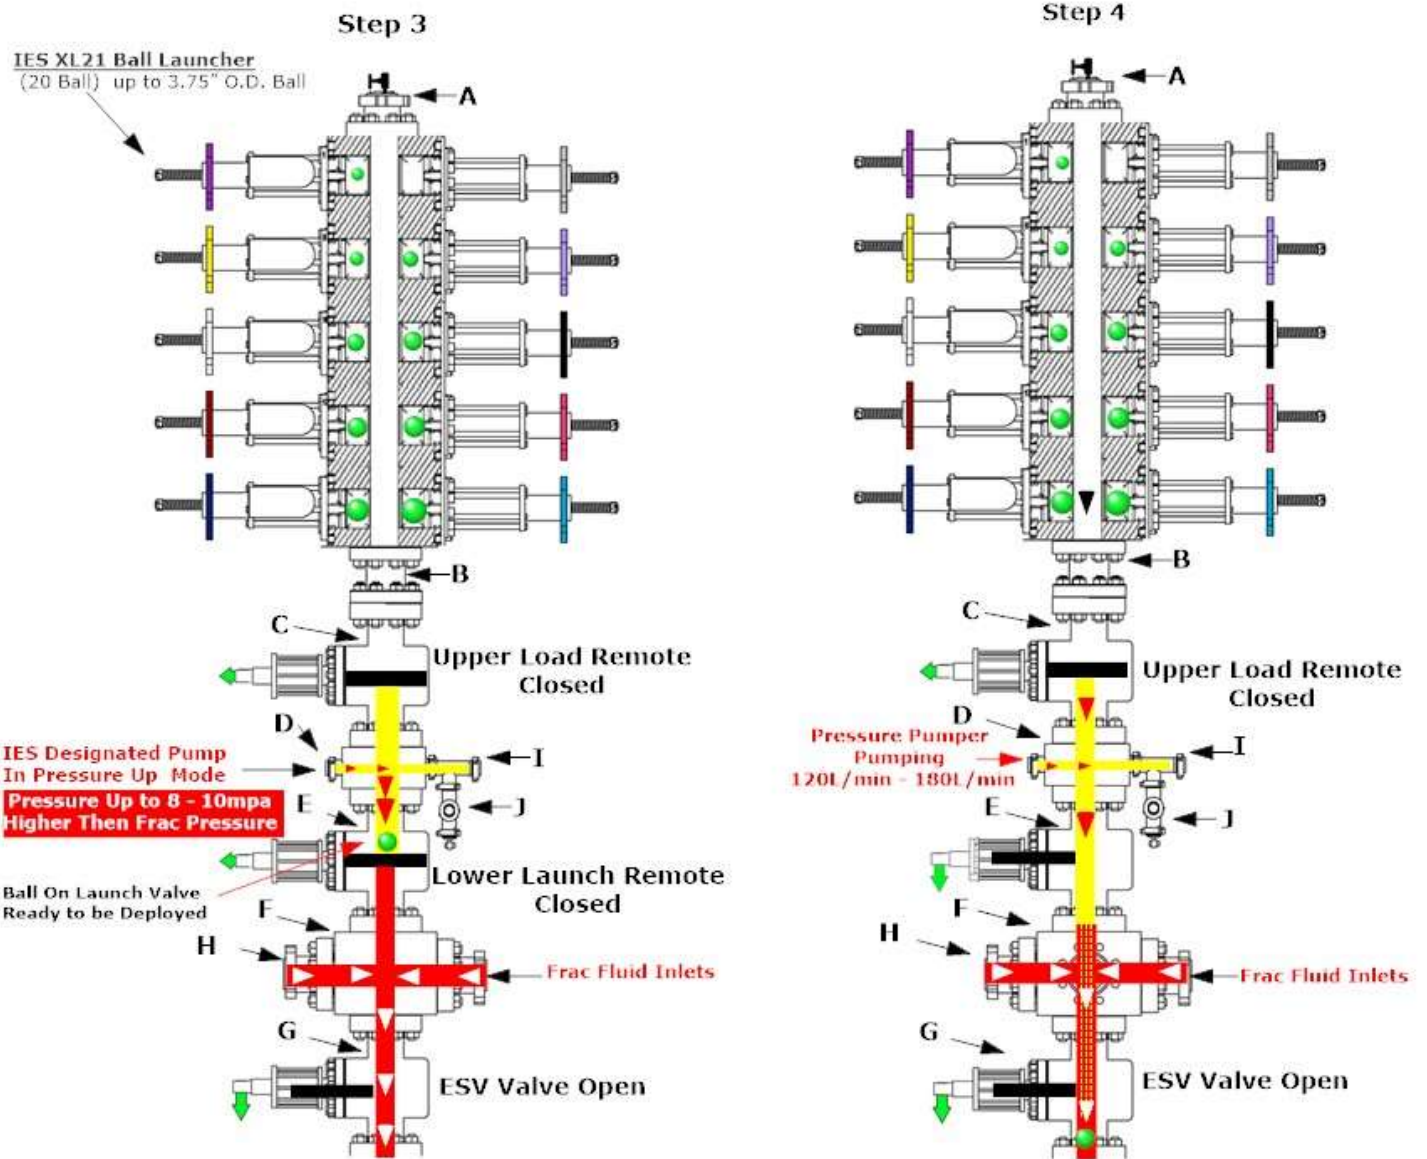 Step 3
IES XL21 Ball Launcher
(20 Ball) up to 3.75" O.D. Ball
A
B
C
Upper Load Remote
Closed
D
IES Designated Pump
In Pressure Up Mode
Pressure Up to 8 - 10mpa
Higher Then Frac Pressure
I
J
E
Ball On Launch Valve
Ready to be Deployed
Lower Launch Remote
Closed
F
H
Frac Fluid Inlets
G
ESV Valve Open
Step 4
A
B
C
Upper Load Remote
Closed
D
Pressure Pumper
Pumping
120L/min - 180L/min
I
J
E
F
H
Frac Fluid Inlets
G
ESV Valve Open